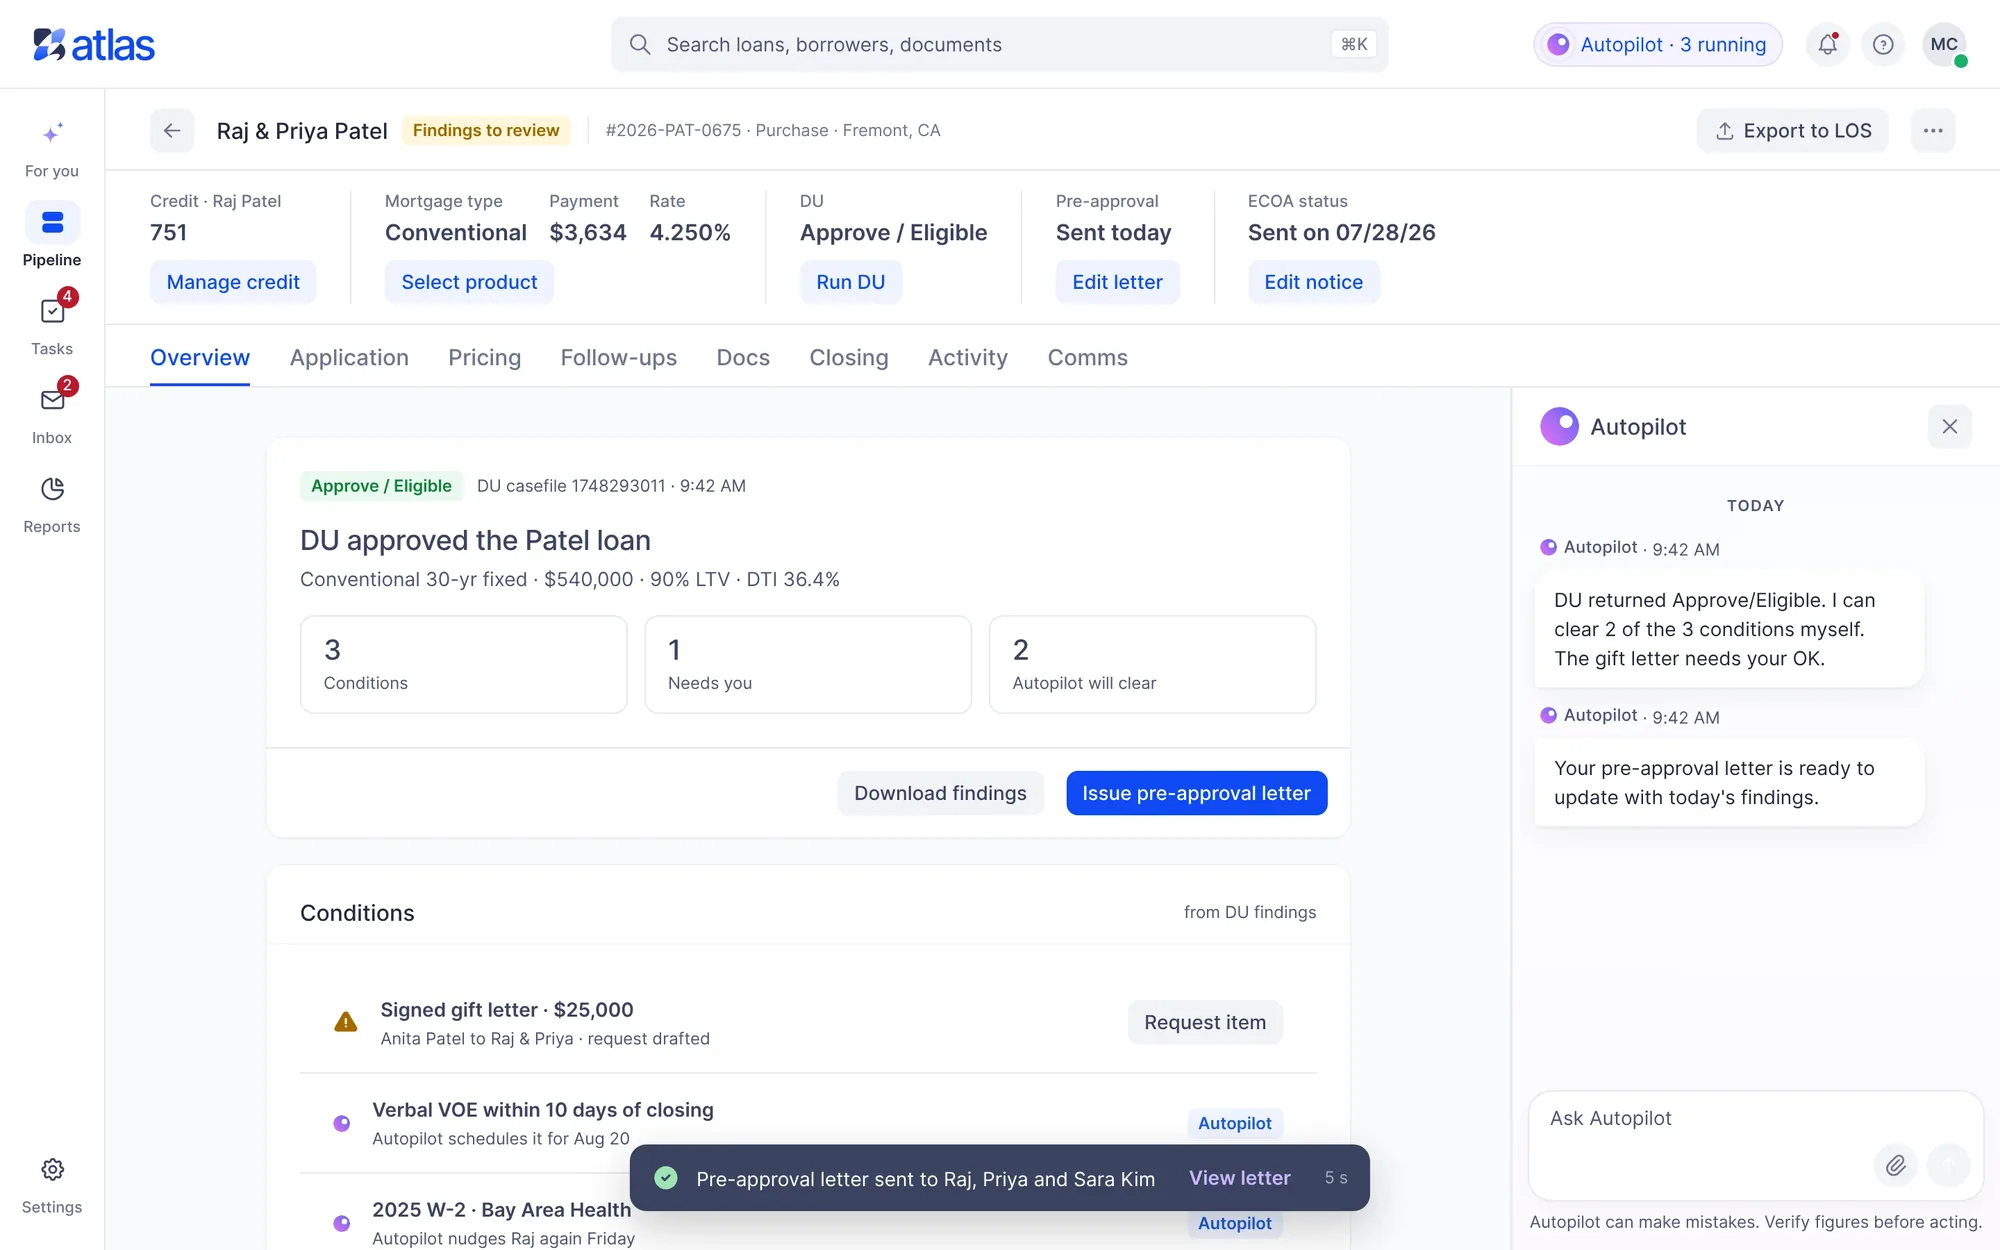 atlas
Search loans, borrowers, documents
⌘K
Autopilot · 3 running
MC
For you
Pipeline
4
Tasks
2
Inbox
Reports
Settings
Raj & Priya Patel
Findings to review
#2026-PAT-0675 · Purchase · Fremont, CA
Export to LOS
Credit · Raj Patel
751
Manage credit
Mortgage type
Conventional
Select product
Payment
$3,634
Rate
4.250%
DU
Approve / Eligible
Run DU
Pre-approval
Sent today
Edit letter
ECOA status
Sent on 07/28/26
Edit notice
Overview
Application
Pricing
Follow-ups
Docs
Closing
Activity
Comms
Approve / Eligible
DU casefile 1748293011 · 9:42 AM
DU approved the Patel loan
Conventional 30-yr fixed · $540,000 · 90% LTV · DTI 36.4%
3
Conditions
1
Needs you
2
Autopilot will clear
Download findings
Issue pre-approval letter
Conditions
from DU findings
Signed gift letter · $25,000
Anita Patel to Raj & Priya · request drafted
Request item
Verbal VOE within 10 days of closing
Autopilot schedules it for Aug 20
Autopilot
2025 W-2 · Bay Area Health
Autopilot nudges Raj again Friday
Autopilot
Pre-approval letter sent to Raj, Priya and Sara Kim
View letter
5 s
Autopilot
TODAY
Autopilot · 9:42 AM
DU returned Approve/Eligible. I can
clear 2 of the 3 conditions myself.
The gift letter needs your OK.
Autopilot · 9:42 AM
Your pre-approval letter is ready to
update with today's findings.
Ask Autopilot
Autopilot can make mistakes. Verify figures before acting.